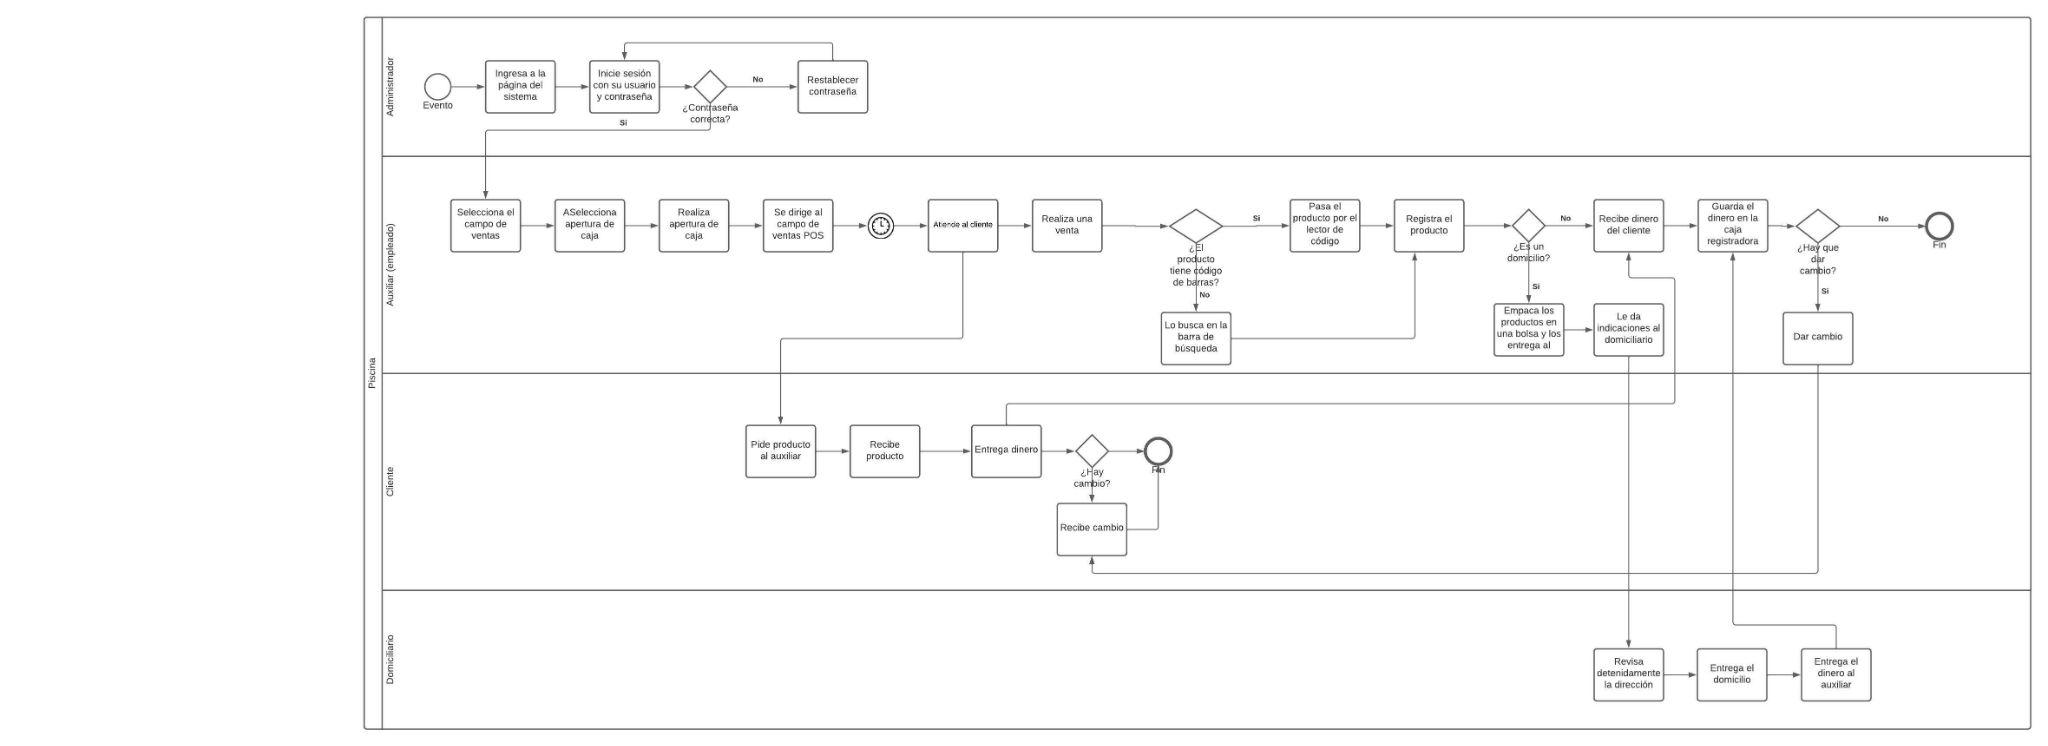 Piscina
Administrador
Evento
Ingresa a la
página del
sistema
Inicie sesión
con su usuario
y contraseña
¿Contraseña
correcta?
No
Si
Restablecer
contraseña
Auxiliar (empleado)
Selecciona el
campo de
ventas
ASelecciona
apertura de
caja
Realiza
apertura de
caja
Se dirige al
campo de
ventas POS
Atiende al cliente
Realiza una
venta
¿El
producto
tiene código
de barras?
Si
No
Lo busca en la
barra de
búsqueda
Pasa el
producto por el
lector de
código
Registra el
producto
¿Es un
domicilio?
No
Si
Empaca los
productos en
una bolsa y los
entrega al
Le da
indicaciones al
domiciliario
Recibe dinero
del cliente
Guarda el
dinero en la
caja
registradora
¿Hay que
dar
cambio?
No
Si
Dar cambio
Fin
Cliente
Pide producto
al auxiliar
Recibe
producto
Entrega dinero
¿Hay
cambio?
Fin
Recibe cambio
Domiciliario
Revisa
detenidamente
la dirección
Entrega el
domicilio
Entrega el
dinero al
auxiliar